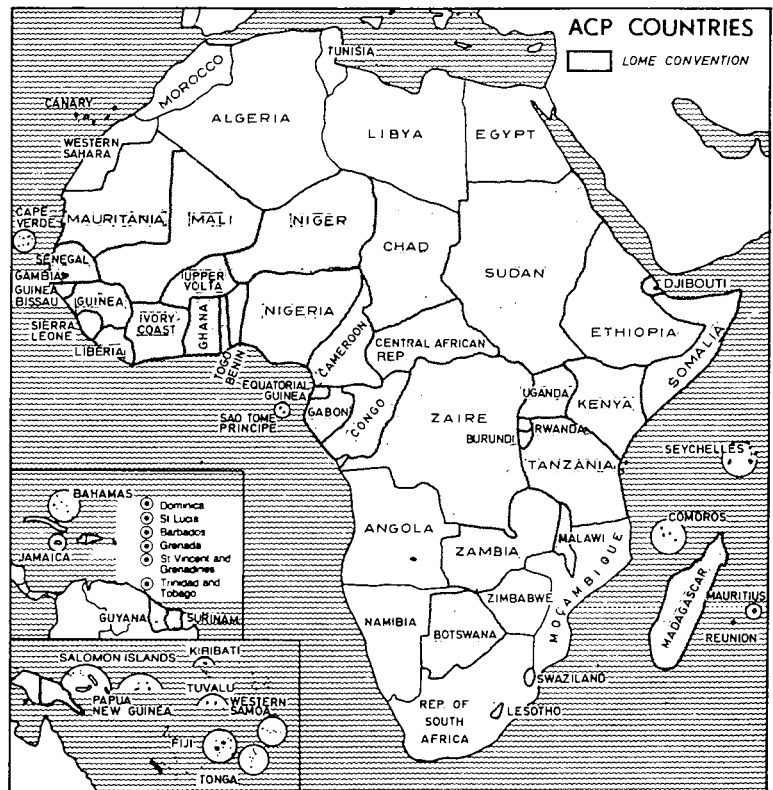 ACP COUNTRIES
LOME CONVENTION
TUNISIA
MOROCCO
CANARY
ALGERIA
LIBYA
EGYPT
WESTERN
SAHARA
CAPE
VERDE
MAURITANIA
MALI
NIGER
CHAD
SUDAN
SENEGAL
GAMBIA
GUINEA
BISSAU
GUINEA
UPPER
VOLTA
DJIBOUTI
SIERRA
LEONE
IVORY
COAST
GHANA
NIGERIA
ETHIOPIA
SOMALIA
LIBERIA
TOGO
BENIN
CAMEROON
CENTRAL AFRICAN
REP
EQUATORIAL
GUINEA
SAO TOME
PRINCIPE
GABON
CONGO
ZAIRE
UGANDA
KENYA
BURUNDI
RWANDA
TANZANIA
SEYCHELLES
BAHAMAS
JAMAICA
Dominica
St Lucia
Barbados
Grenada
St Vincent and
Grenadines
Trinidad and
Tobago
GUYANA
SURINAM
ANGOLA
ZAMBIA
MALAWI
COMOROS
MOÇAMBIQUE
ZIMBABWE
MADAGASCAR
MAURITIUS
REUNION
NAMIBIA
BOTSWANA
SWAZILAND
LESOTHO
REP. OF
SOUTH
AFRICA
SALOMON ISLANDS
KIRIBATI
TUVALU
PAPUA
NEW GUINEA
WESTERN
SAMOA
FIJI
TONGA